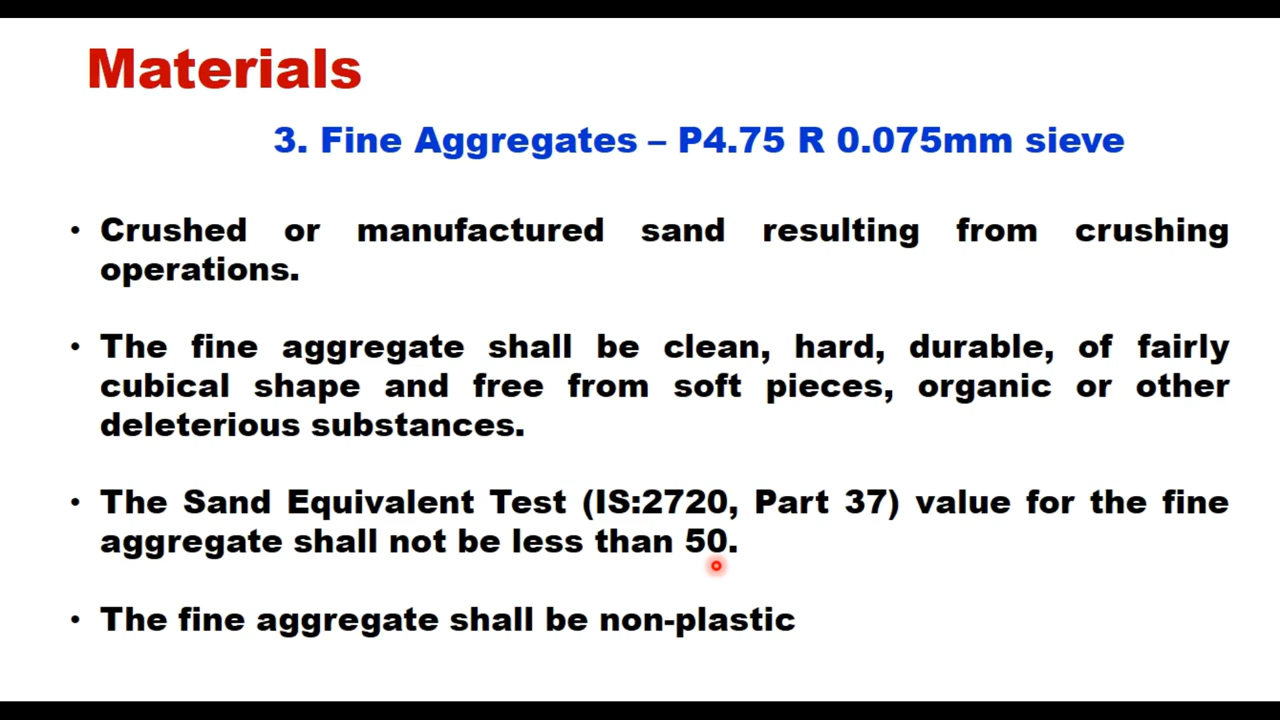 Materials
3. Fine Aggregates – P4.75 R 0.075mm sieve
• Crushed or manufactured sand resulting from crushing
operations.
• The fine aggregate shall be clean, hard, durable, of fairly
cubical shape and free from soft pieces, organic or other
deleterious substances.
• The Sand Equivalent Test (IS:2720, Part 37) value for the fine
aggregate shall not be less than 50.
• The fine aggregate shall be non-plastic